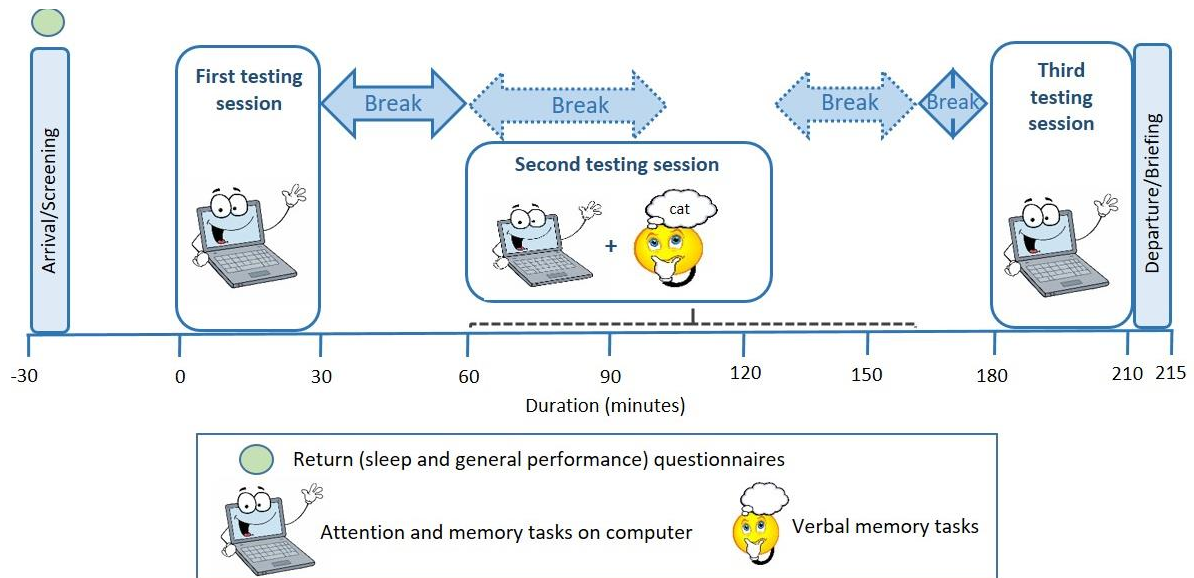 First testing
session
Break
Break
Break
Break
Third
testing
session
Arrival/Screening
Second testing session
cat
+
Departure/Briefing
-30
0
30
60
90
120
150
180
210
215
Duration (minutes)
Return (sleep and general performance) questionnaires
Attention and memory tasks on computer
Verbal memory tasks